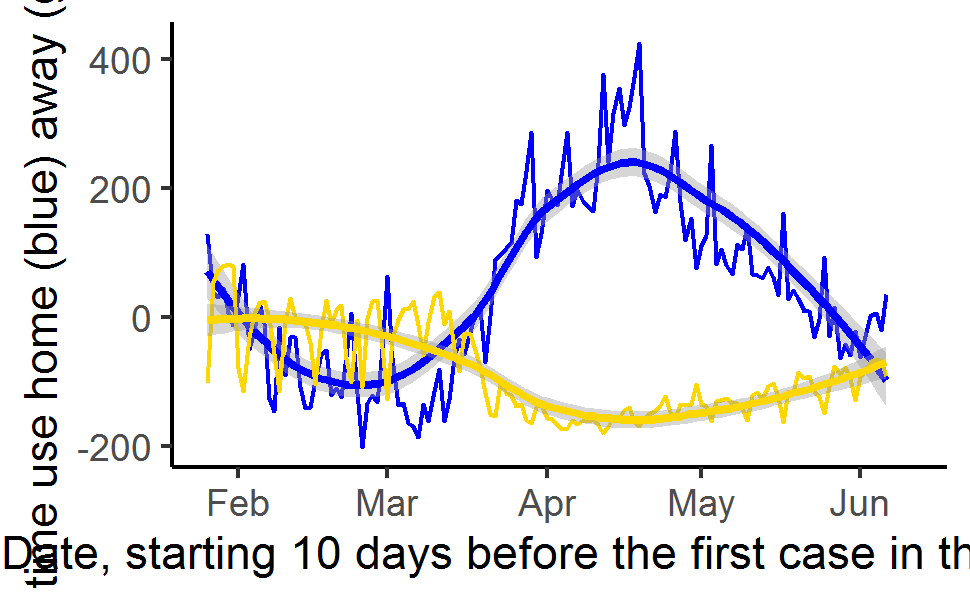 time use home (blue) away (
400
200
0
-200
Feb Mar Apr May Jun
Date, starting 10 days before the first case in th